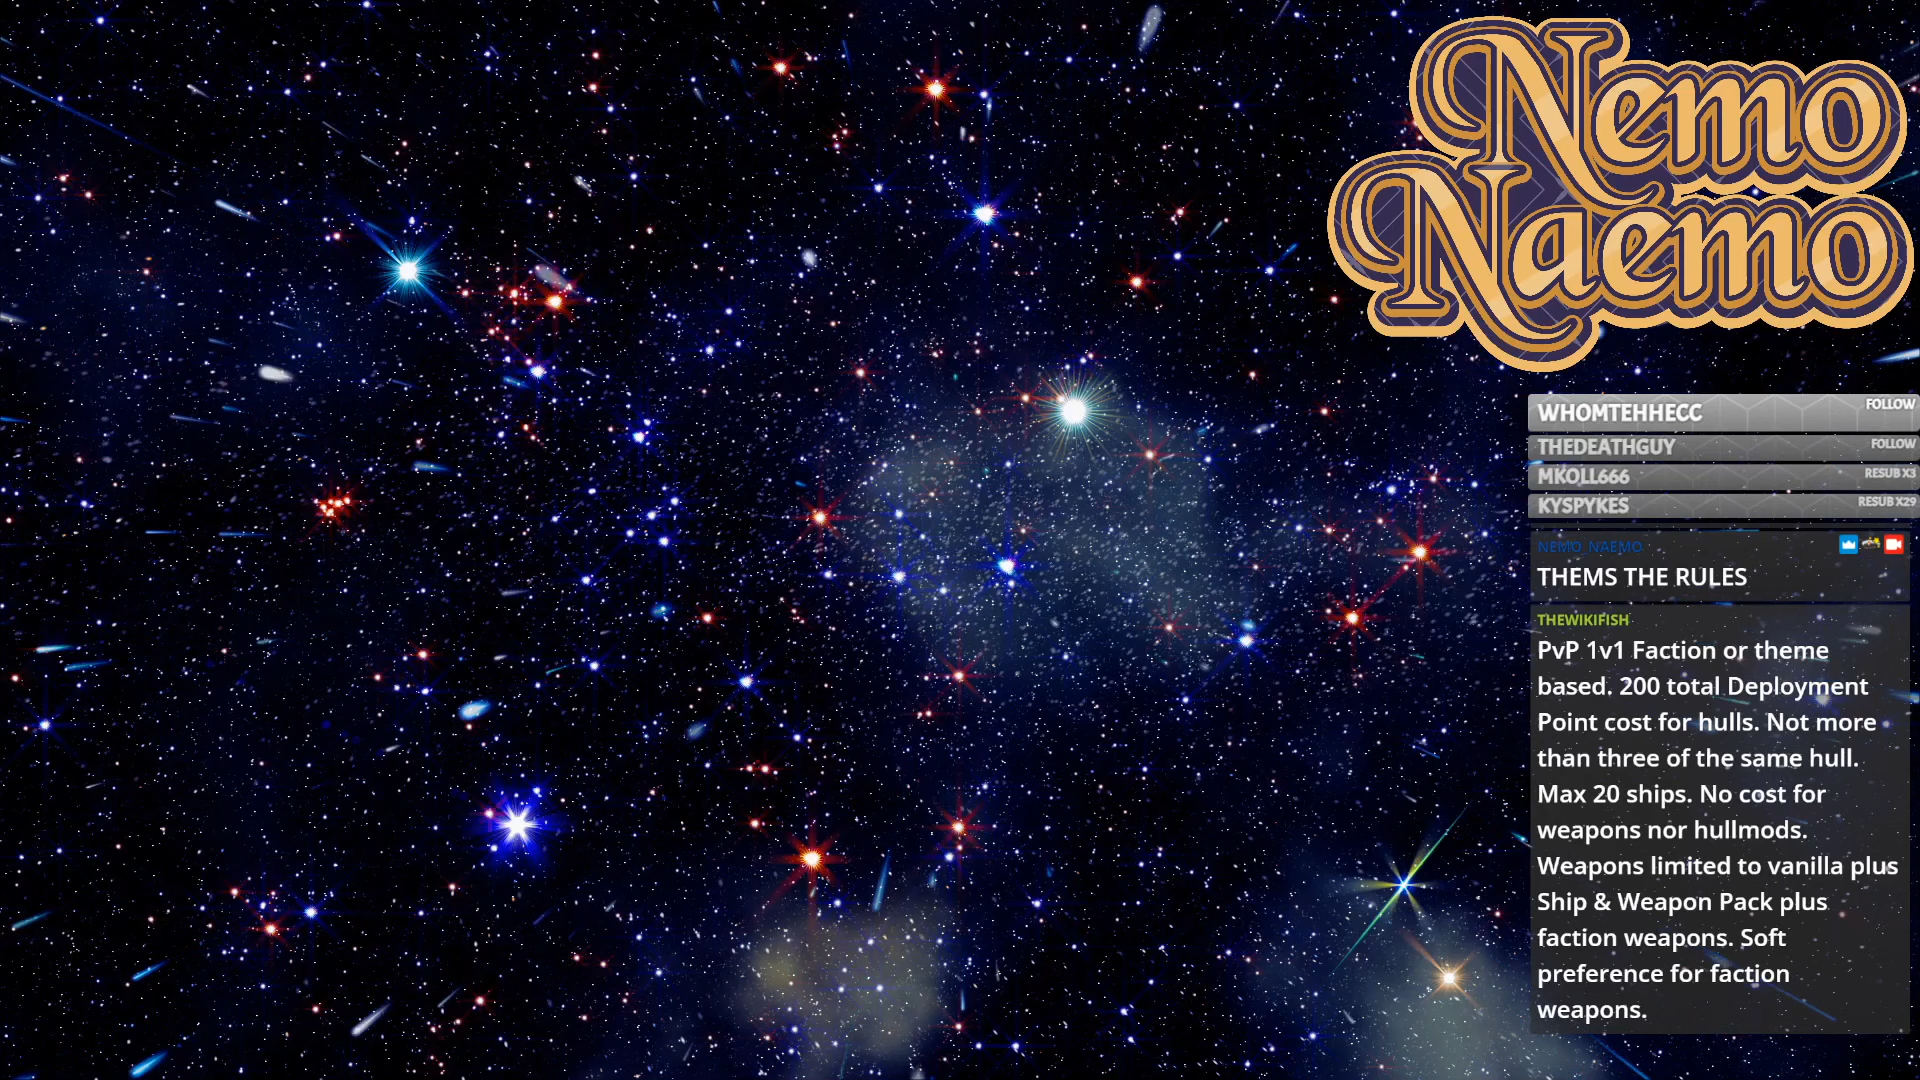 Nemo
Naemo
WHOMTEHHECC FOLLOW
THEDEATHGUY FOLLOW
MKOLL666 RESUB X3
KYSPYKES RESUB X29
NEMO_NAEMO
THEMS THE RULES
THEWIKIFISH
PvP 1v1 Faction or theme
based. 200 total Deployment
Point cost for hulls. Not more
than three of the same hull.
Max 20 ships. No cost for
weapons nor hullmods.
Weapons limited to vanilla plus
Ship & Weapon Pack plus
faction weapons. Soft
preference for faction
weapons.